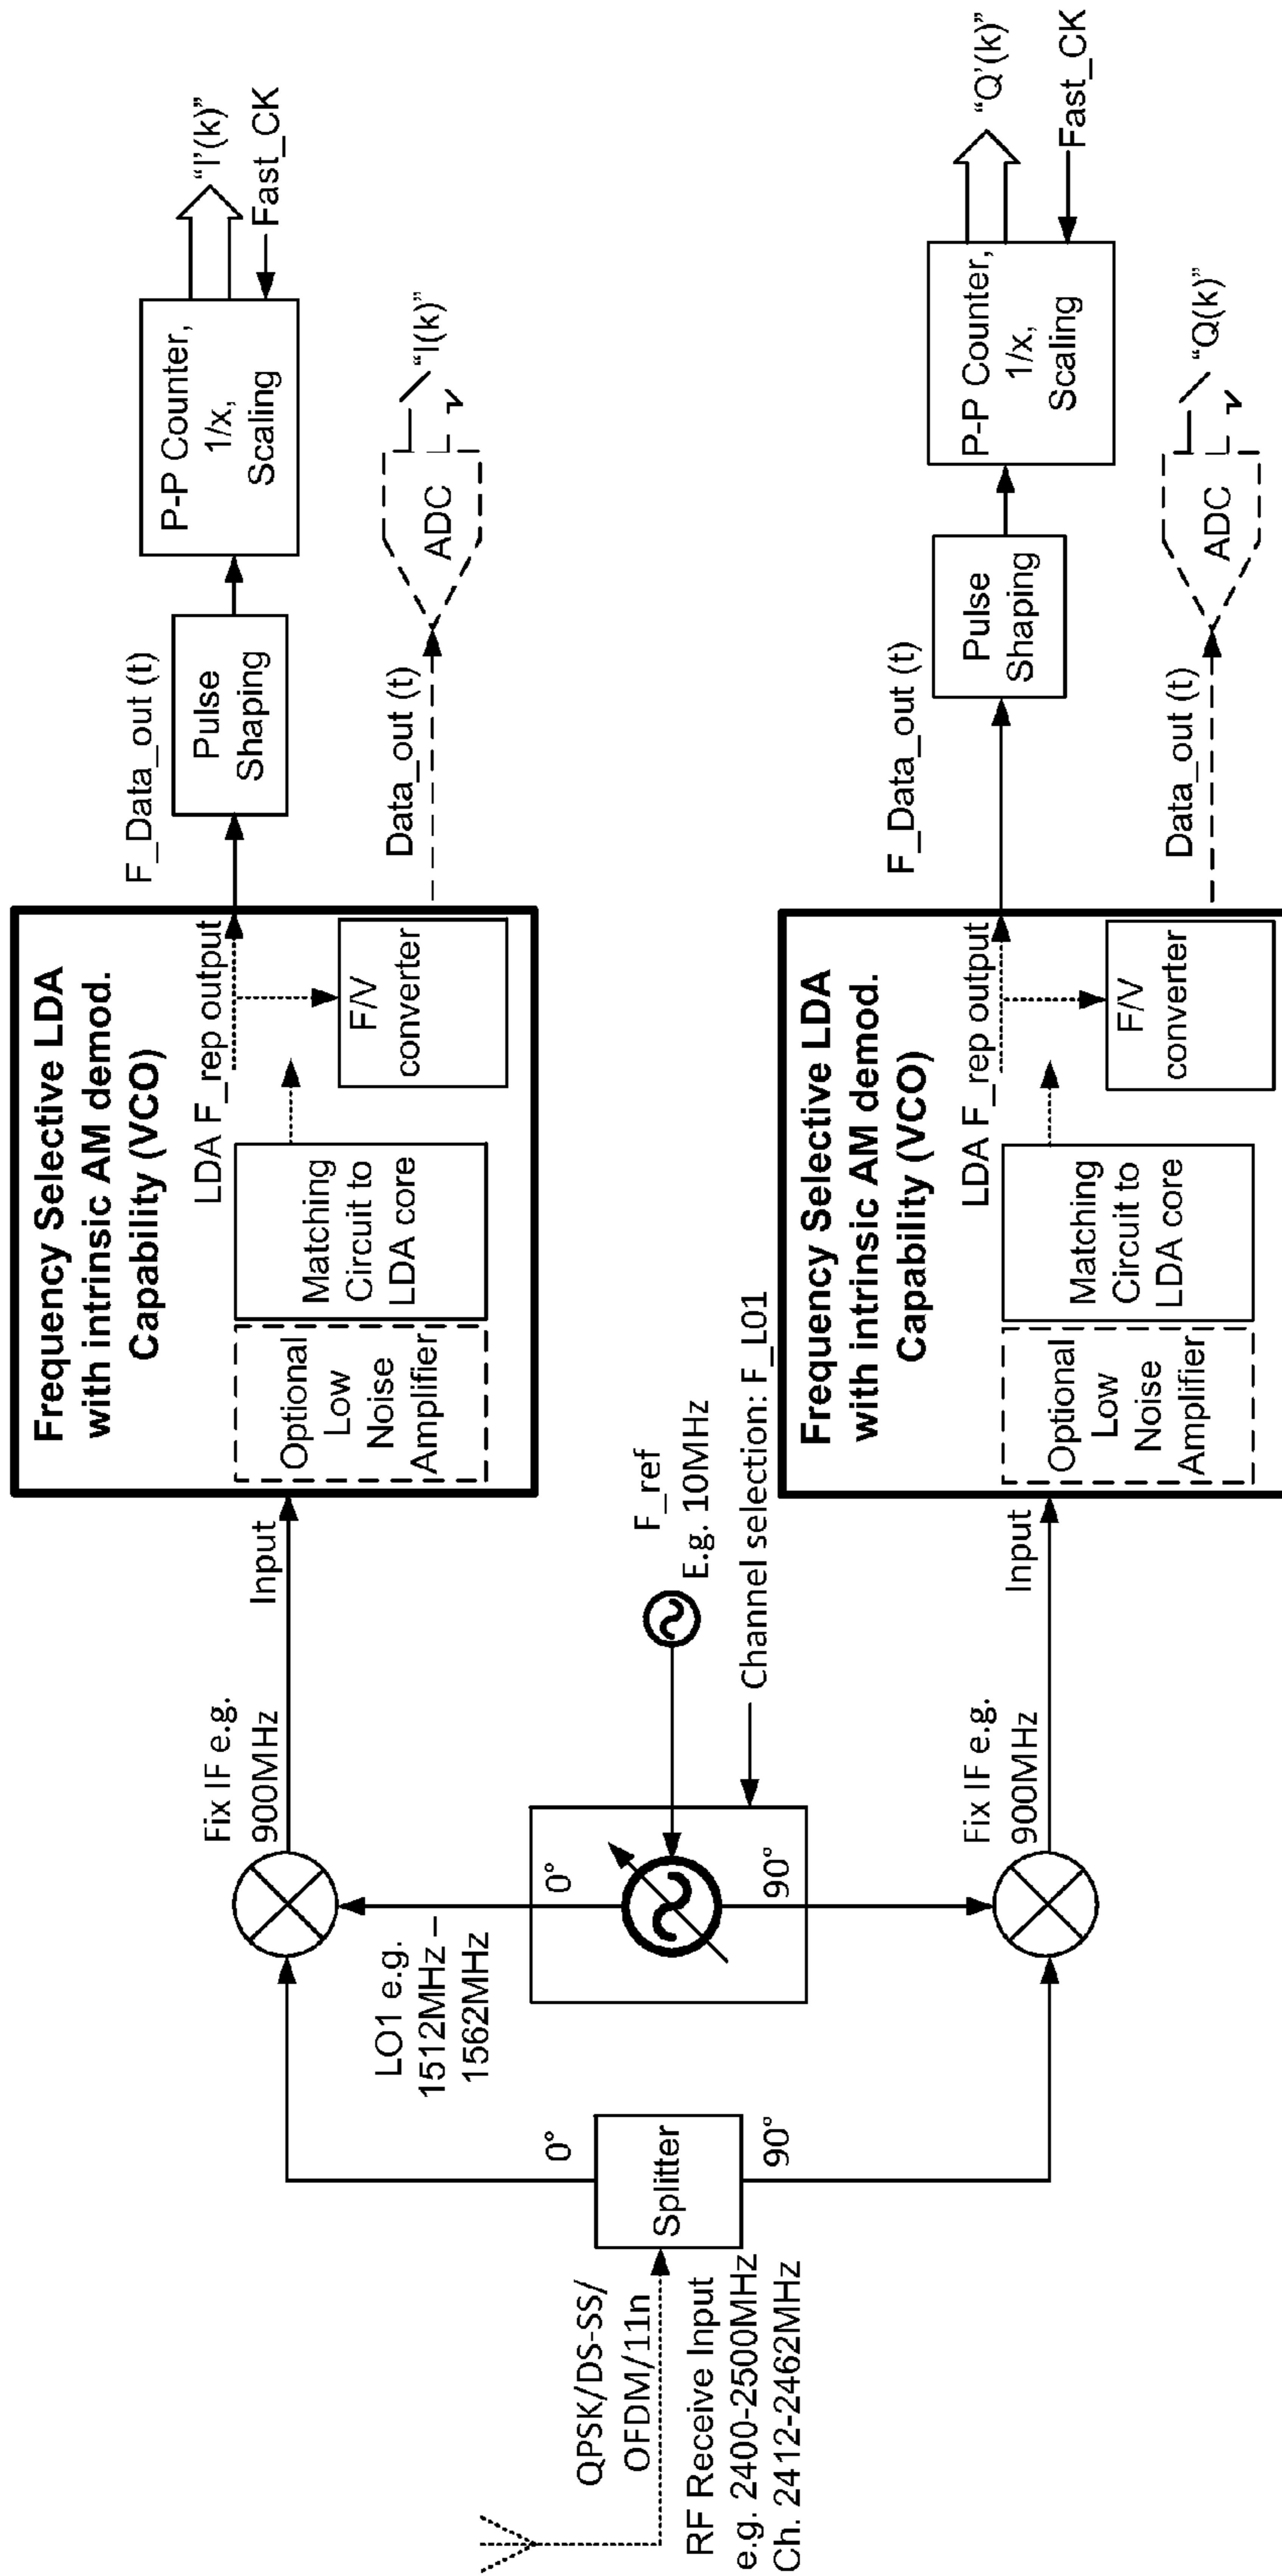 QPSK/DS-SS/
OFDM/11n
RF Receive Input
e.g. 2400-2500MHz
Ch. 2412-2462MHz
Splitter
0°
90°
LO1 e.g.
1512MHz –
1562MHz
0°
90°
F_ref
E.g. 10MHz
Channel selection: F_L01
Fix IF e.g.
900MHz
Input
Frequency Selective LDA
with intrinsic AM demod.
Capability (VCO)
Optional
Low
Noise
Amplifier
Matching
Circuit to
LDA core
LDA F_rep output
F/V
converter
F_Data_out (t)
Pulse
Shaping
P-P Counter,
1/x,
Scaling
"I'(k)"
Fast_CK
Data_out (t)
ADC
"I(k)"
Fix IF e.g.
900MHz
Input
Frequency Selective LDA
with intrinsic AM demod.
Capability (VCO)
Optional
Low
Noise
Amplifier
Matching
Circuit to
LDA core
LDA F_rep output
F/V
converter
F_Data_out (t)
Pulse
Shaping
P-P Counter,
1/x,
Scaling
"Q'(k)"
Fast_CK
Data_out (t)
ADC
"Q(k)"